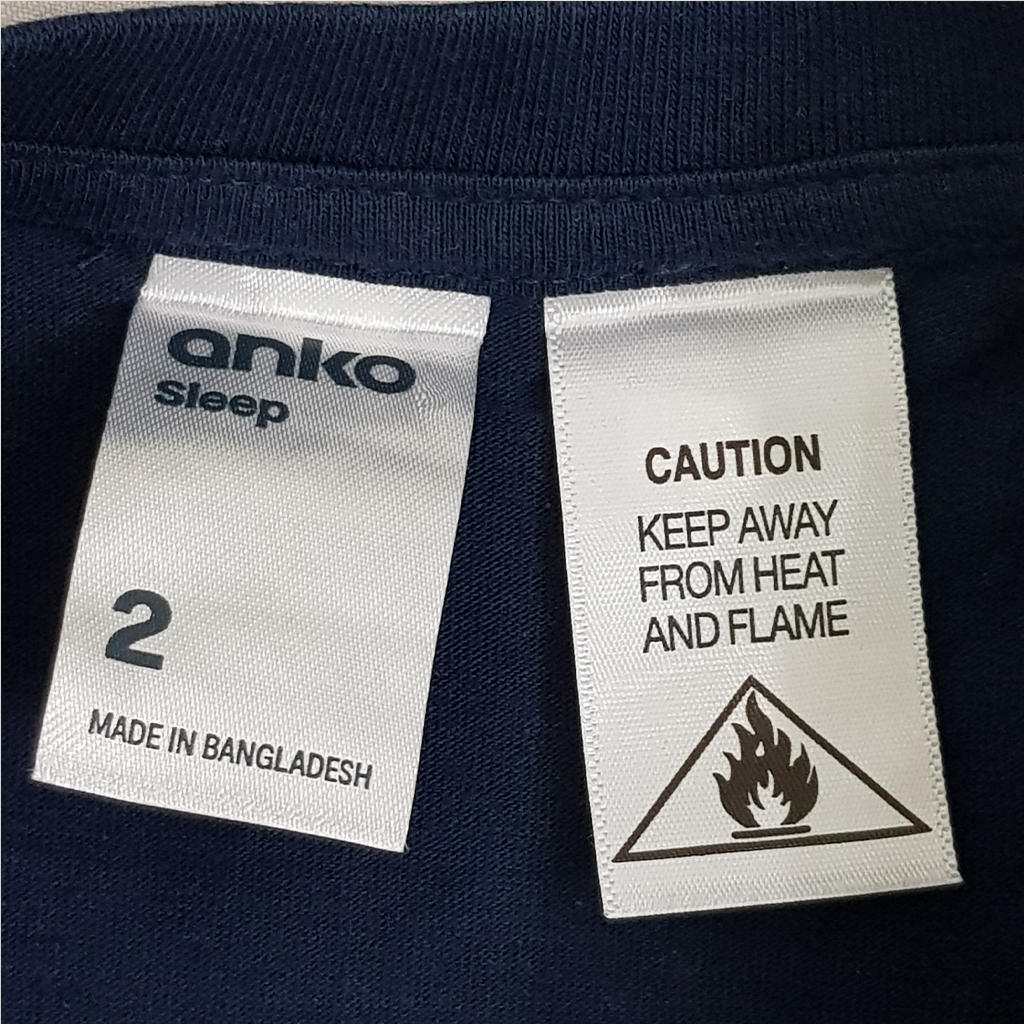 anko
sleep
2
MADE IN BANGLADESH
CAUTION
KEEP AWAY
FROM HEAT
AND FLAME